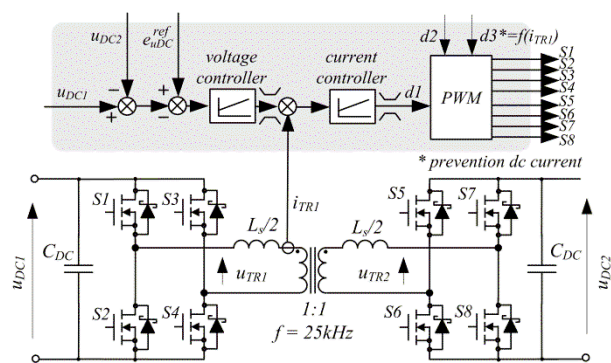 u_DC2
e_uDC^ref
d2
d3*=f(i_TR1)
voltage controller
current controller
S1
S2
S3
S4
S5
S6
S7
S8
u_DC1
−
+
+
−
d1
PWM
* prevention dc current
i_TR1
S1
S3
L_s/2
L_s/2
S5
S7
u_DC1
C_DC
u_TR1
u_TR2
C_DC
u_DC2
S2
S4
1:1
f = 25kHz
S6
S8